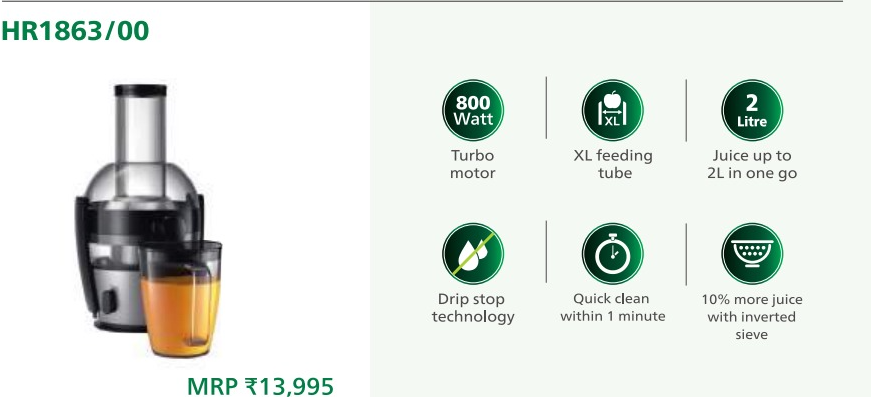 HR1863/00
800
Watt
Turbo
motor
XL
XL feeding
tube
2
Litre
Juice up to
2L in one go
Drip stop
technology
Quick clean
within 1 minute
10% more juice
with inverted
sieve
MRP ₹13,995